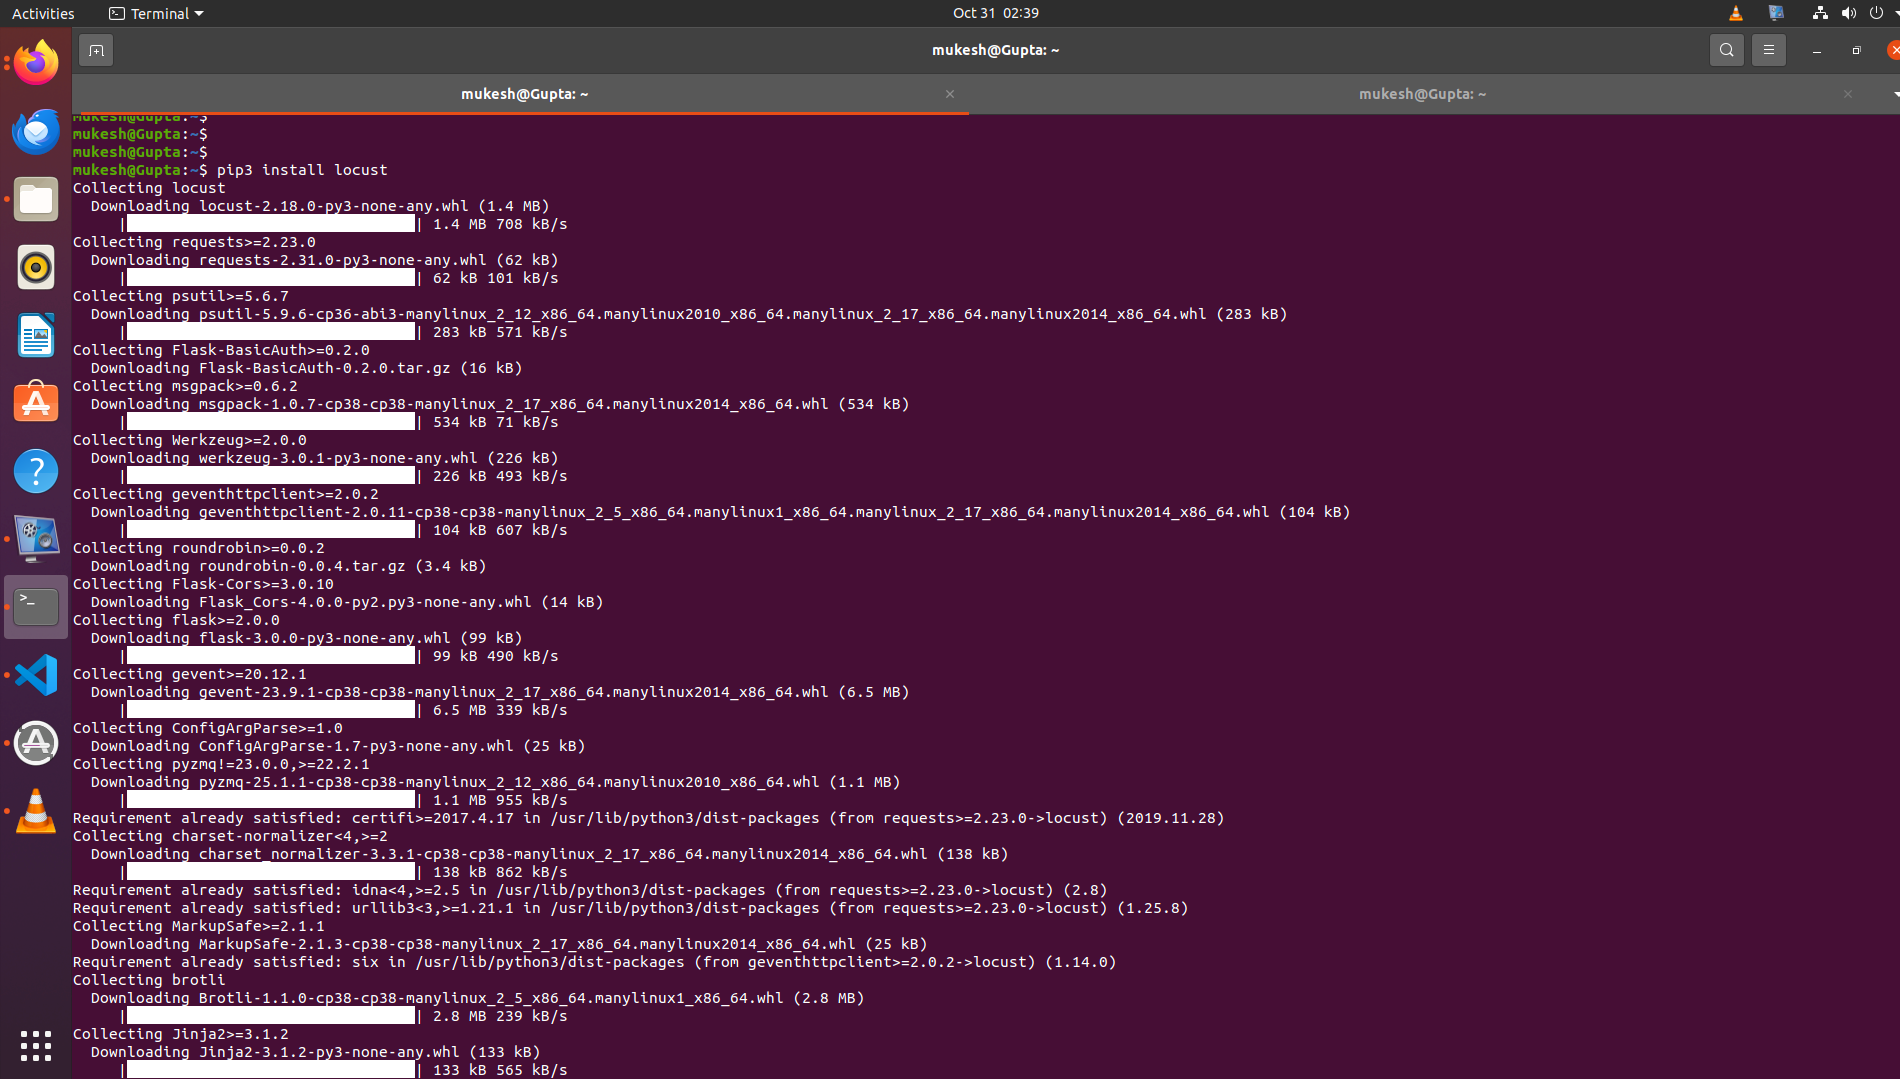 Activities
Terminal
Oct 31 02:39
mukesh@Gupta: ~
mukesh@Gupta: ~
mukesh@Gupta: ~
mukesh@Gupta:~$
mukesh@Gupta:~$
mukesh@Gupta:~$
mukesh@Gupta:~$ pip3 install locust
Collecting locust
Downloading locust-2.18.0-py3-none-any.whl (1.4 MB)
| | 1.4 MB 708 kB/s
Collecting requests>=2.23.0
Downloading requests-2.31.0-py3-none-any.whl (62 kB)
| | 62 kB 101 kB/s
Collecting psutil>=5.6.7
Downloading psutil-5.9.6-cp36-abi3-manylinux_2_12_x86_64.manylinux2010_x86_64.manylinux_2_17_x86_64.manylinux2014_x86_64.whl (283 kB)
| | 283 kB 571 kB/s
Collecting Flask-BasicAuth>=0.2.0
Downloading Flask-BasicAuth-0.2.0.tar.gz (16 kB)
Collecting msgpack>=0.6.2
Downloading msgpack-1.0.7-cp38-cp38-manylinux_2_17_x86_64.manylinux2014_x86_64.whl (534 kB)
| | 534 kB 71 kB/s
Collecting Werkzeug>=2.0.0
Downloading werkzeug-3.0.1-py3-none-any.whl (226 kB)
| | 226 kB 493 kB/s
Collecting geventhttpclient>=2.0.2
Downloading geventhttpclient-2.0.11-cp38-cp38-manylinux_2_5_x86_64.manylinux1_x86_64.manylinux_2_17_x86_64.manylinux2014_x86_64.whl (104 kB)
| | 104 kB 607 kB/s
Collecting roundrobin>=0.0.2
Downloading roundrobin-0.0.4.tar.gz (3.4 kB)
Collecting Flask-Cors>=3.0.10
Downloading Flask_Cors-4.0.0-py2.py3-none-any.whl (14 kB)
Collecting flask>=2.0.0
Downloading flask-3.0.0-py3-none-any.whl (99 kB)
| | 99 kB 490 kB/s
Collecting gevent>=20.12.1
Downloading gevent-23.9.1-cp38-cp38-manylinux_2_17_x86_64.manylinux2014_x86_64.whl (6.5 MB)
| | 6.5 MB 339 kB/s
Collecting ConfigArgParse>=1.0
Downloading ConfigArgParse-1.7-py3-none-any.whl (25 kB)
Collecting pyzmq!=23.0.0,>=22.2.1
Downloading pyzmq-25.1.1-cp38-cp38-manylinux_2_12_x86_64.manylinux2010_x86_64.whl (1.1 MB)
| | 1.1 MB 955 kB/s
Requirement already satisfied: certifi>=2017.4.17 in /usr/lib/python3/dist-packages (from requests>=2.23.0->locust) (2019.11.28)
Collecting charset-normalizer<4,>=2
Downloading charset_normalizer-3.3.1-cp38-cp38-manylinux_2_17_x86_64.manylinux2014_x86_64.whl (138 kB)
| | 138 kB 862 kB/s
Requirement already satisfied: idna<4,>=2.5 in /usr/lib/python3/dist-packages (from requests>=2.23.0->locust) (2.8)
Requirement already satisfied: urllib3<3,>=1.21.1 in /usr/lib/python3/dist-packages (from requests>=2.23.0->locust) (1.25.8)
Collecting MarkupSafe>=2.1.1
Downloading MarkupSafe-2.1.3-cp38-cp38-manylinux_2_17_x86_64.manylinux2014_x86_64.whl (25 kB)
Requirement already satisfied: six in /usr/lib/python3/dist-packages (from geventhttpclient>=2.0.2->locust) (1.14.0)
Collecting brotli
Downloading Brotli-1.1.0-cp38-cp38-manylinux_2_5_x86_64.manylinux1_x86_64.whl (2.8 MB)
| | 2.8 MB 239 kB/s
Collecting Jinja2>=3.1.2
Downloading Jinja2-3.1.2-py3-none-any.whl (133 kB)
| | 133 kB 565 kB/s